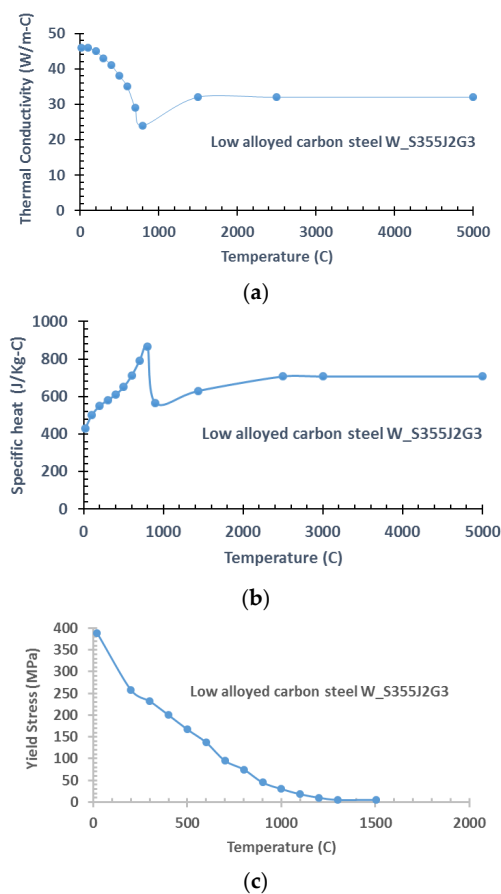 Thermal Conductivity (W/m-C)
50
40
30
20
10
0
Low alloyed carbon steel W_S355J2G3
0 1000 2000 3000 4000 5000
Temperature (C)
(a)
Specific heat (J/Kg-C)
1000
800
600
400
200
0
Low alloyed carbon steel W_S355J2G3
0 1000 2000 3000 4000 5000
Temperature (C)
(b)
Yield Stress (MPa)
400
350
300
250
200
150
100
50
0
Low alloyed carbon steel W_S355J2G3
0 500 1000 1500 2000
Temperature (C)
(c)